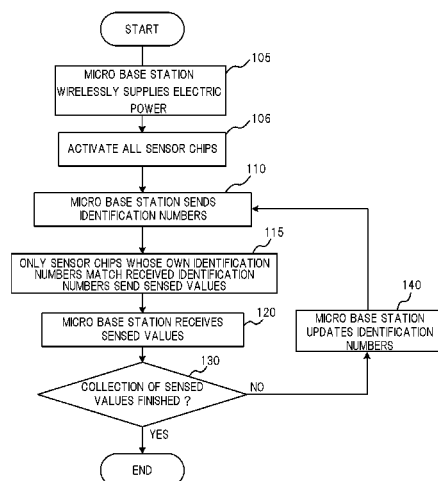 START
105
MICRO BASE STATION
WIRELESSLY SUPPLIES ELECTRIC
POWER
106
ACTIVATE ALL SENSOR CHIPS
110
MICRO BASE STATION SENDS
IDENTIFICATION NUMBERS
115
ONLY SENSOR CHIPS WHOSE OWN IDENTIFICATION
NUMBERS MATCH RECEIVED IDENTIFICATION
NUMBERS SEND SENSED VALUES
120
MICRO BASE STATION RECEIVES
SENSED VALUES
140
MICRO BASE STATION
UPDATES IDENTIFICATION
NUMBERS
130
COLLECTION OF SENSED
VALUES FINISHED ?
NO
YES
END